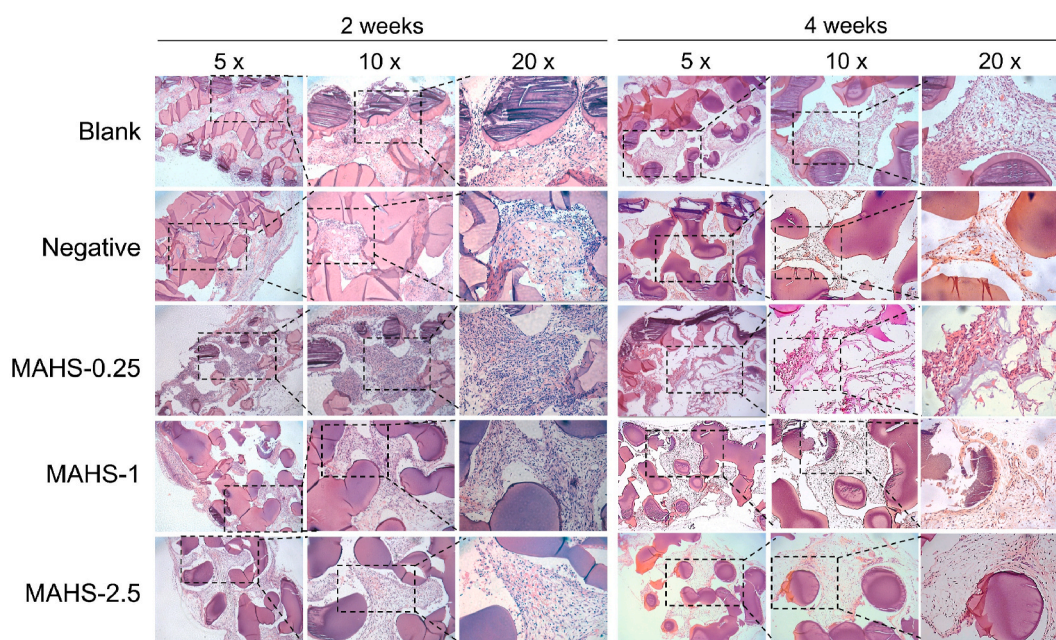 2 weeks 4 weeks
5 x 10 x 20 x 5 x 10 x 20 x
Blank
Negative
MAHS-0.25
MAHS-1
MAHS-2.5